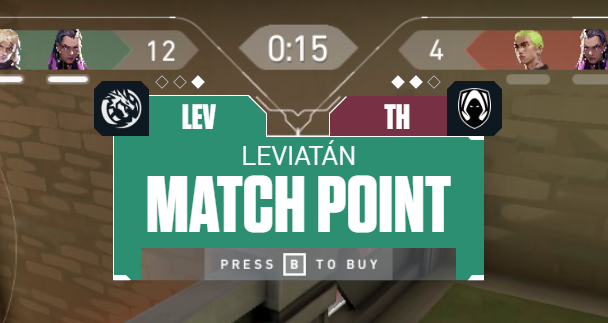 12 0:15 4
LEV TH
LEVIATÁN
MATCH POINT
PRESS B TO BUY